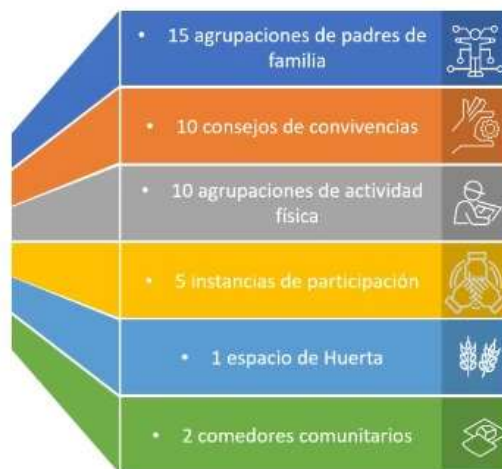 • 15 agrupaciones de padres de
familia
• 10 consejos de convivencias
• 10 agrupaciones de actividad
física
• 5 instancias de participación
• 1 espacio de Huerta
• 2 comedores comunitarios